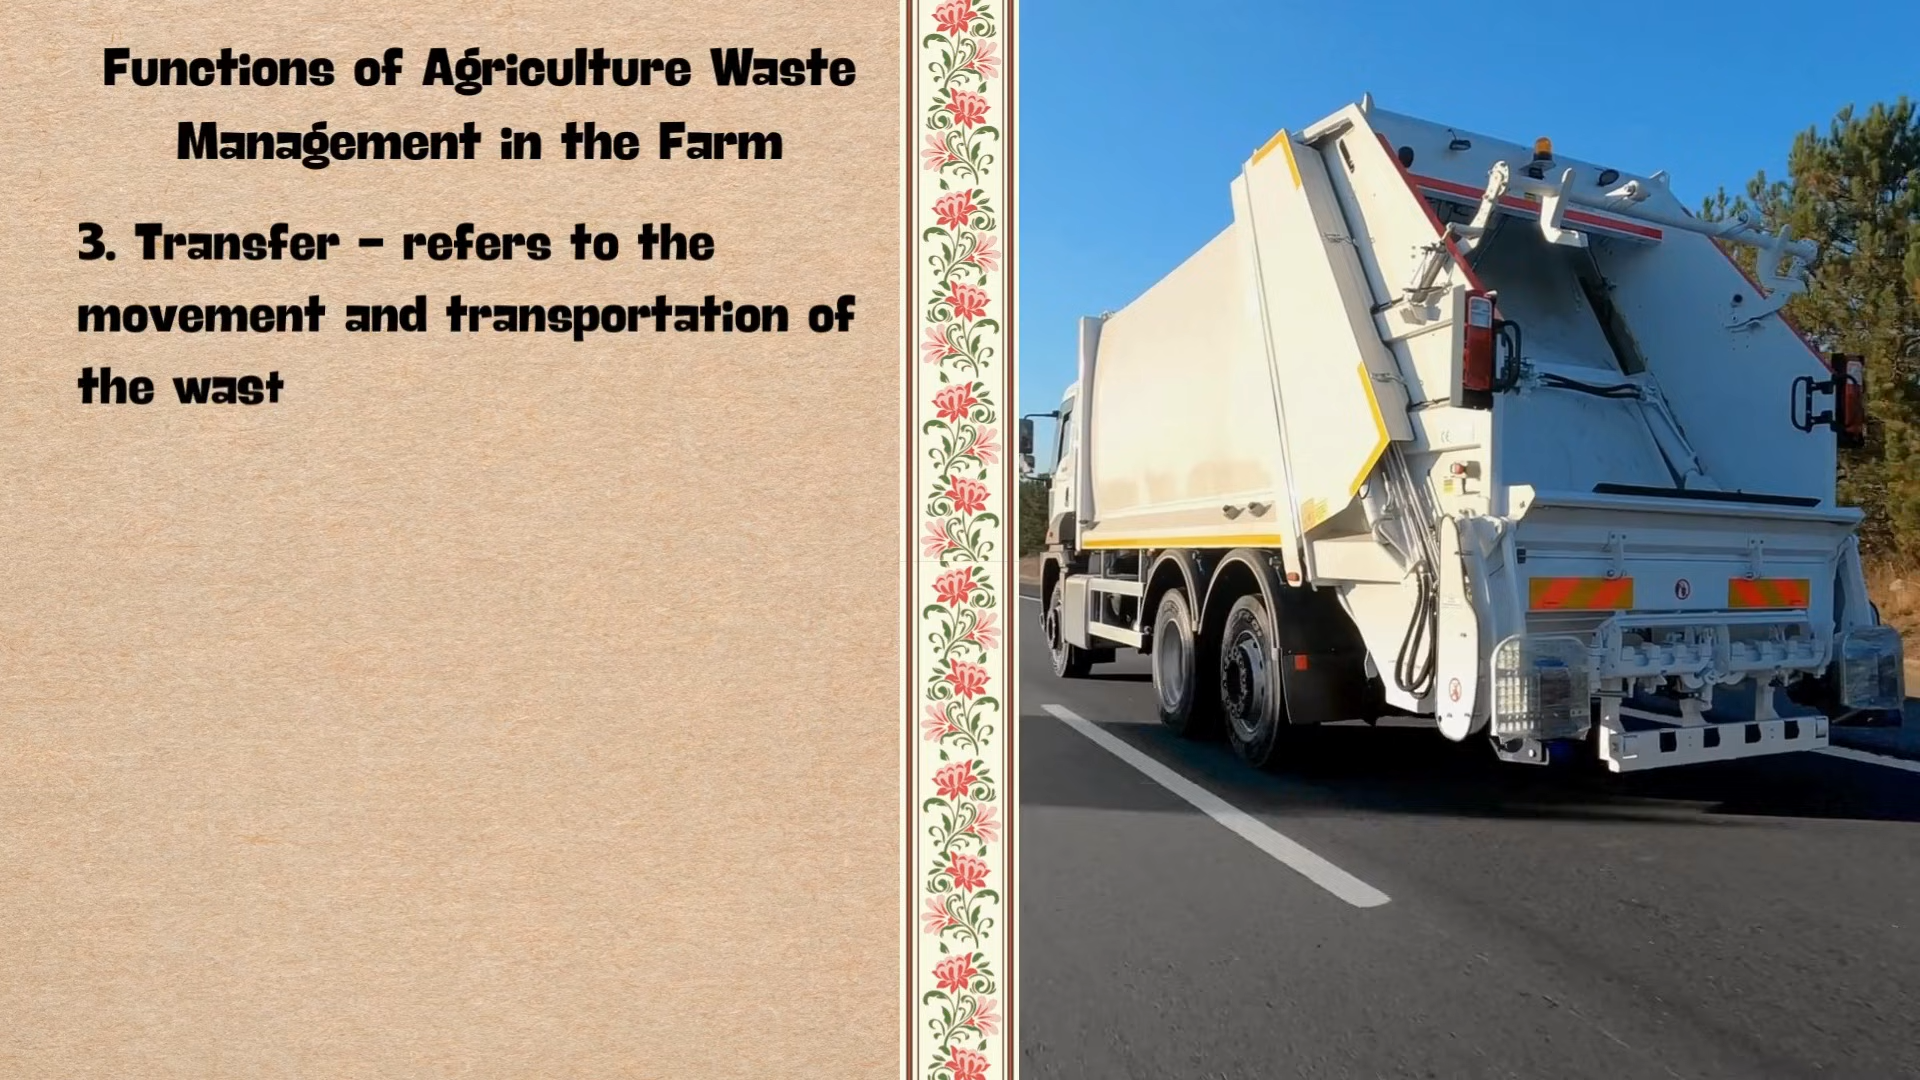 Functions of Agriculture Waste
Management in the Farm
3. Transfer - refers to the
movement and transportation of
the wast